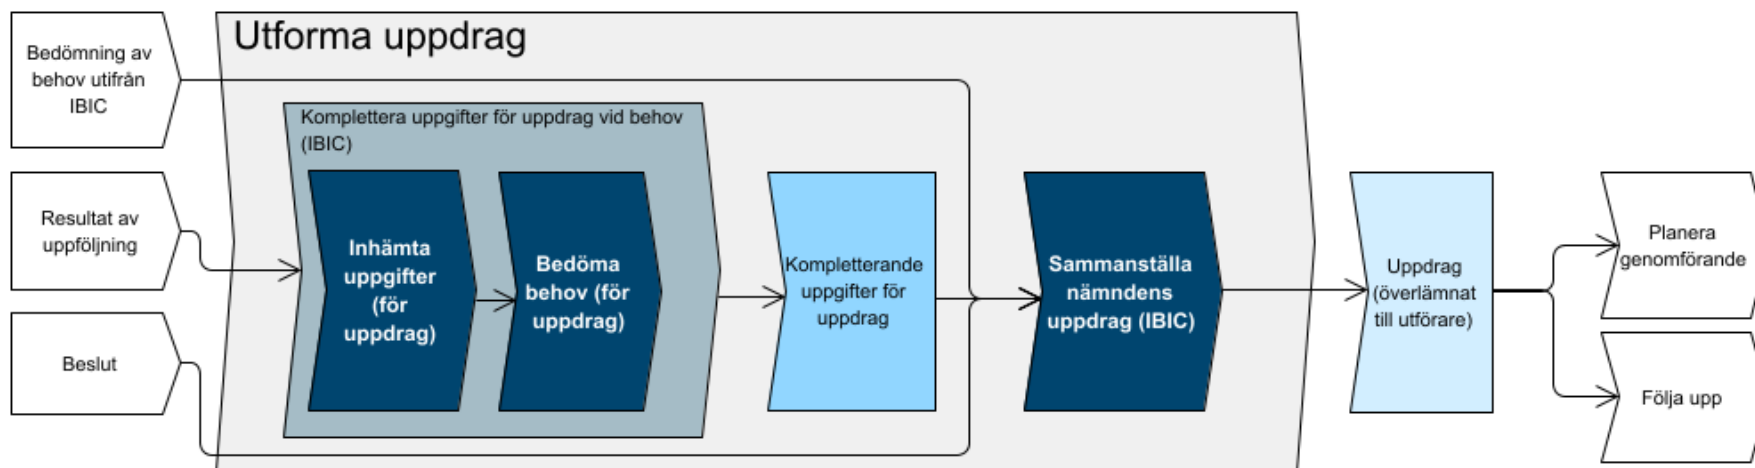 Utforma uppdrag
Bedömning av
behov utifrån
IBIC
Resultat av
uppföljning
Beslut
Komplettera uppgifter för uppdrag vid behov
(IBIC)
Inhämta
uppgifter
(för
uppdrag)
Bedöma
behov (för
uppdrag)
Kompletterande
uppgifter för
uppdrag
Sammanställa
nämndens
uppdrag (IBIC)
Uppdrag
(överlämnat
till utförare)
Planera
genomförande
Följa upp